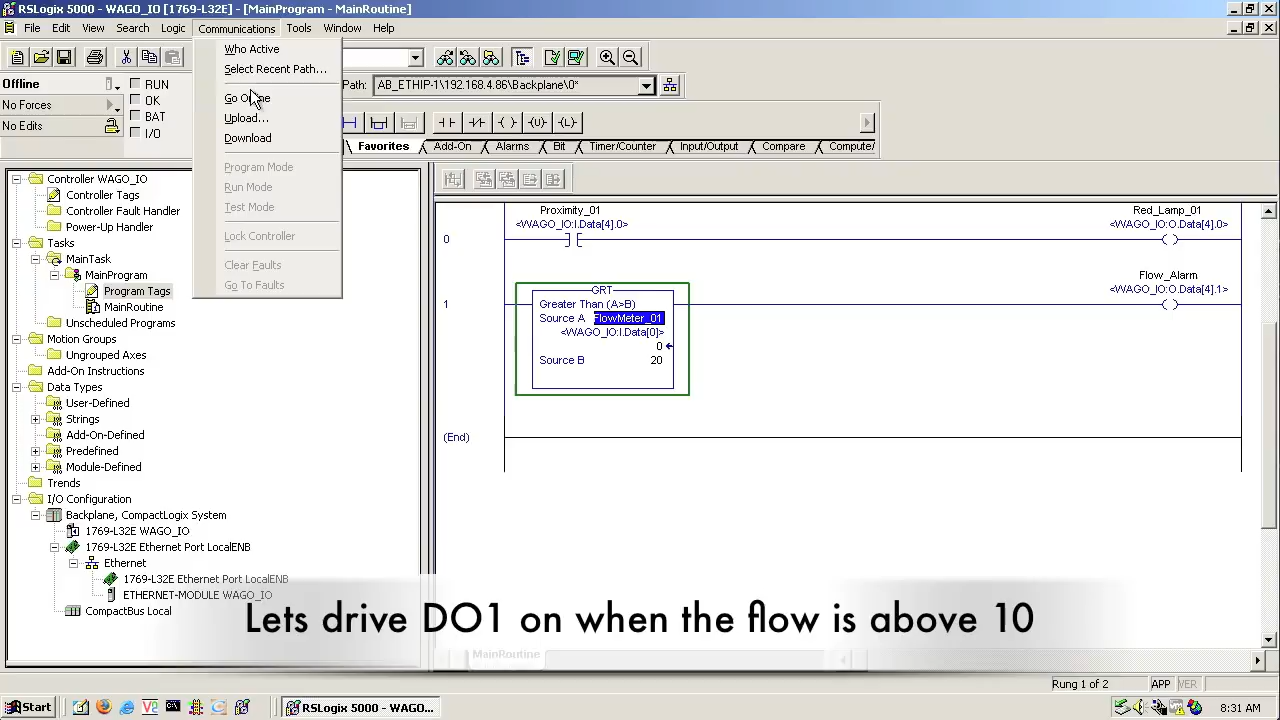 RSLogix 5000 - WAGO_IO [1769-L32E] - [MainProgram - MainRoutine]
File Edit View Search Logic Communications Tools Window Help
Who Active
Select Recent Path...
Go Online
Upload...
Download
Program Mode
Run Mode
Test Mode
Lock Controller
Clear Faults
Go To Faults
Offline
No Forces
No Edits
RUN
OK
BAT
I/O
Path: AB_ETHIP-1\192.168.4.86\Backplane\0*
Favorites Add-On Alarms Bit Timer/Counter Input/Output Compare Compute/
Controller WAGO_IO
Controller Tags
Controller Fault Handler
Power-Up Handler
Tasks
MainTask
MainProgram
Program Tags
MainRoutine
Unscheduled Programs
Motion Groups
Ungrouped Axes
Add-On Instructions
Data Types
User-Defined
Strings
Add-On-Defined
Predefined
Module-Defined
Trends
I/O Configuration
Backplane, CompactLogix System
1769-L32E WAGO_IO
1769-L32E Ethernet Port LocalENB
Ethernet
1769-L32E Ethernet Port LocalENB
ETHERNET-MODULE WAGO_IO
CompactBus Local
Proximity_01
<WAGO_IO:I.Data[4].0>
Red_Lamp_01
<WAGO_IO:O.Data[4].0>
0
Flow_Alarm
<WAGO_IO:O.Data[4].1>
1
GRT
Greater Than (A>B)
Source A FlowMeter_01
<WAGO_IO:I.Data[0]>
0
Source B 20
(End)
Lets drive DO1 on when the flow is above 10
MainRoutine
Rung 1 of 2 APP VER
Start
RSLogix 5000 - WAGO...
8:31 AM